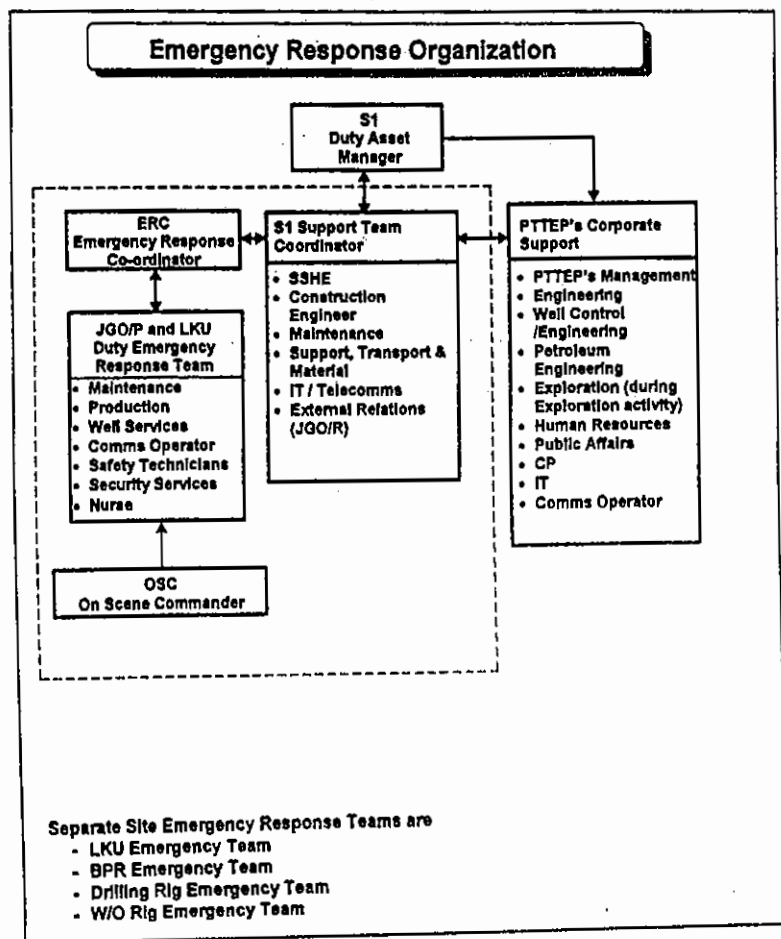 Emergency Response Organization
S1
Duty Asset
Manager
ERC
Emergency Response
Co-ordinator
S1 Support Team
Coordinator
• SSHE
• Construction
Engineer
• Maintenance
• Support, Transport &
Material
• IT / Telecomms
• External Relations
(JGO/R)
PTTEP's Corporate
Support
• PTTEP's Management
• Engineering
• Well Control
/Engineering
• Petroleum
Engineering
• Exploration (during
Exploration activity)
• Human Resources
• Public Affairs
• CP
• IT
• Comms Operator
JGO/P and LKU
Duty Emergency
Response Team
• Maintenance
• Production
• Well Services
• Comms Operator
• Safety Technicians
• Security Services
• Nurse
OSC
On Scene Commander
Separate Site Emergency Response Teams are
- LKU Emergency Team
- BPR Emergency Team
- Drilling Rig Emergency Team
- W/O Rig Emergency Team